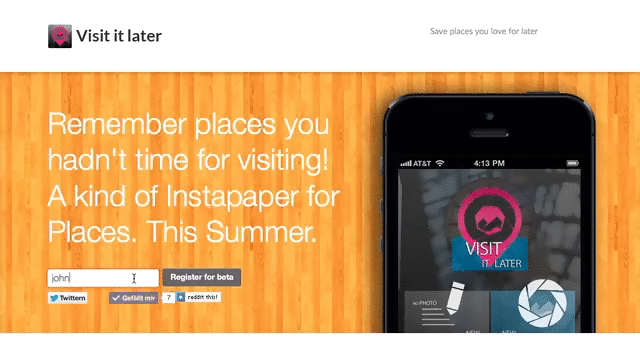 Visit it later
Save places you love for later
Remember places you
hadn't time for visiting!
A kind of Instapaper for
Places. This Summer.
john
Register for beta
Twittern
Gefällt mir
7
reddit this!
AT&T
4:13 PM
VISIT
IT LATER
NO PHOTO
NEW
NEW